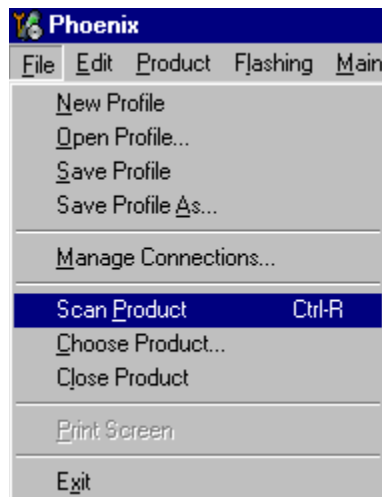 Phoenix
File Edit Product Flashing Main
New Profile
Open Profile...
Save Profile
Save Profile As...
Manage Connections...
Scan Product Ctrl-R
Choose Product...
Close Product
Print Screen
Exit